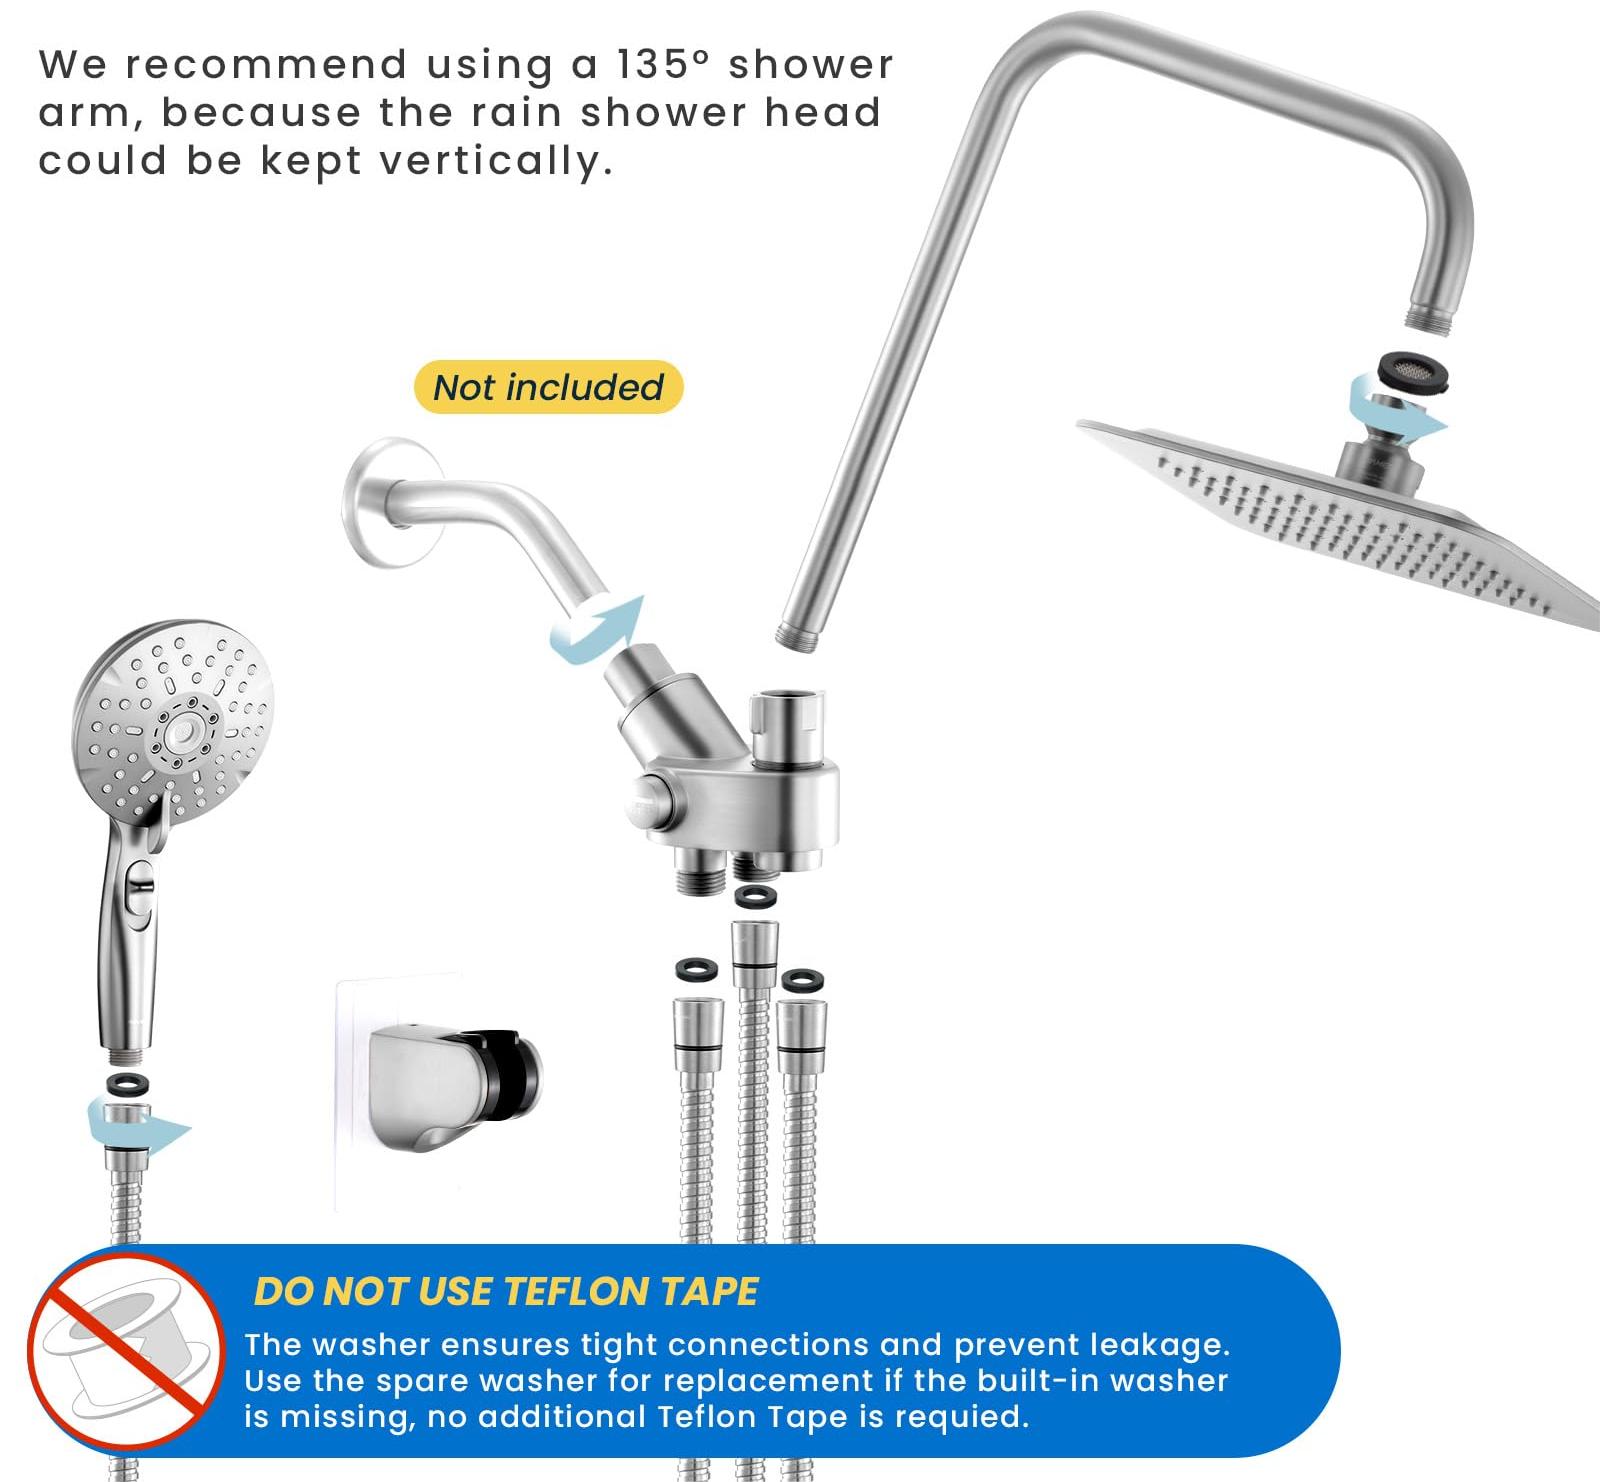 We recommend using a 135° shower
arm, because the rain shower head
could be kept vertically.
Not included
DO NOT USE TEFLON TAPE
The washer ensures tight connections and prevent leakage.
Use the spare washer for replacement if the built-in washer
is missing, no additional Teflon Tape is requied.